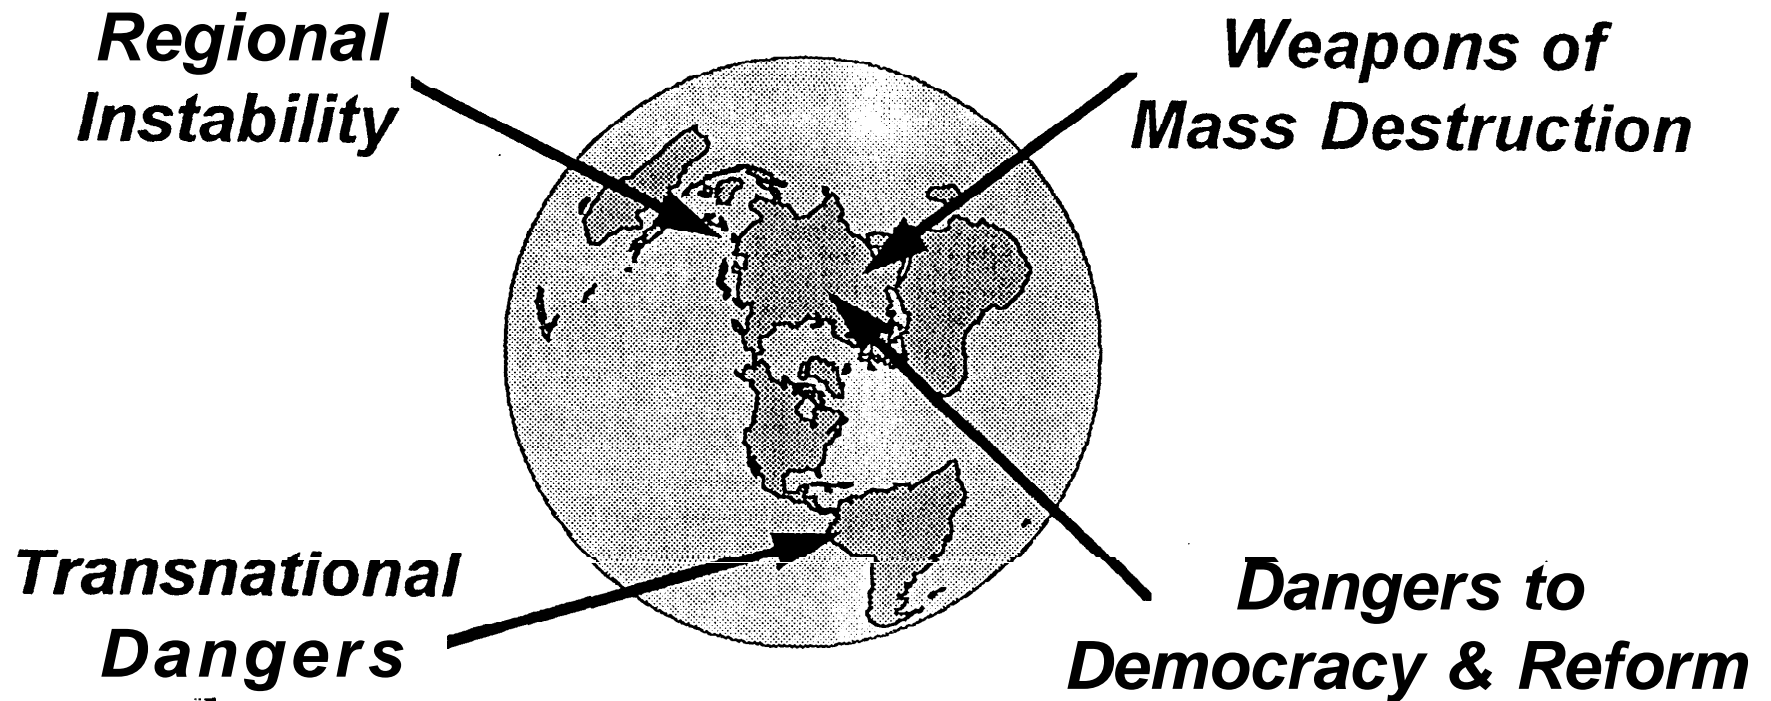 Regional
Instability
Weapons of
Mass Destruction
Transnational
Dangers
Dangers to
Democracy & Reform